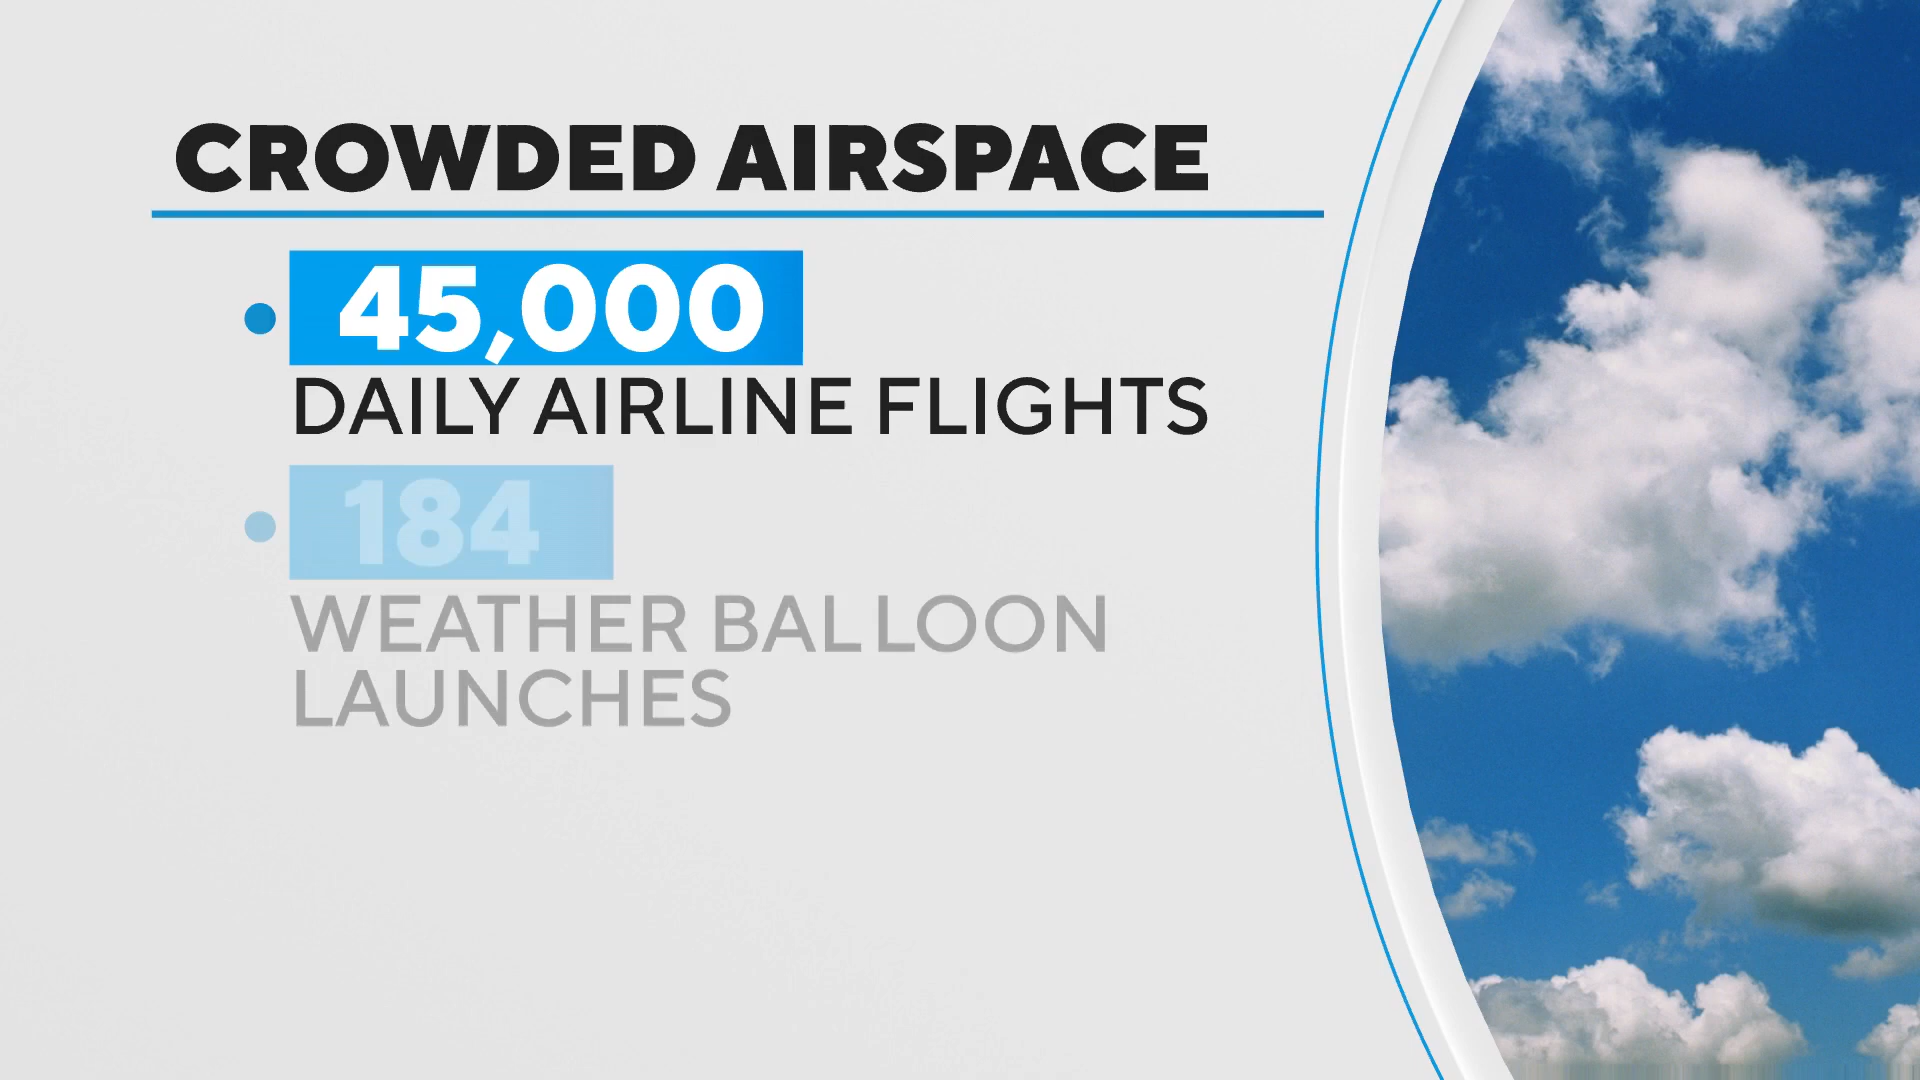 CROWDED AIRSPACE
45,000
DAILY AIRLINE FLIGHTS
184
WEATHER BALLOON
LAUNCHES